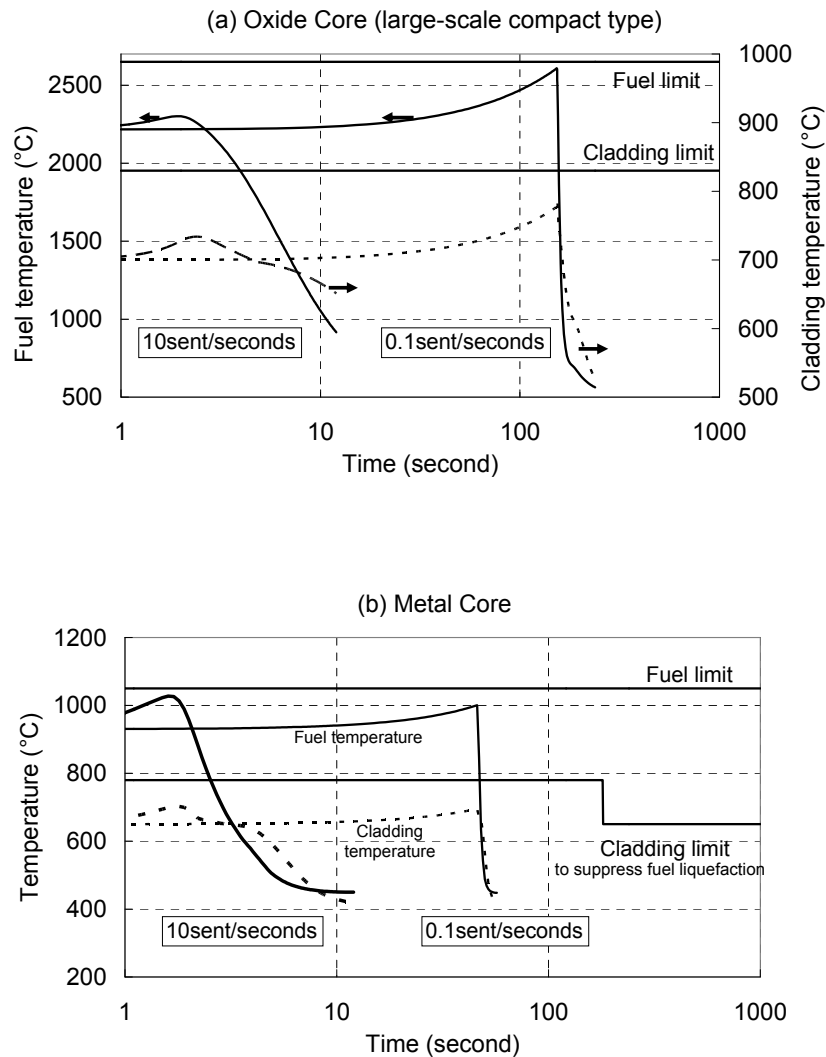 (a) Oxide Core (large-scale compact type)
Fuel temperature (°C)
2500
2000
1500
1000
500
1000
900
800
700
600
500
Cladding temperature (°C)
Fuel limit
Cladding limit
10sent/seconds
0.1sent/seconds
1
10
100
1000
Time (second)
(b) Metal Core
Temperature (°C)
1200
1000
800
600
400
200
Fuel limit
Fuel temperature
Cladding
temperature
Cladding limit
to suppress fuel liquefaction
10sent/seconds
0.1sent/seconds
1
10
100
1000
Time (second)